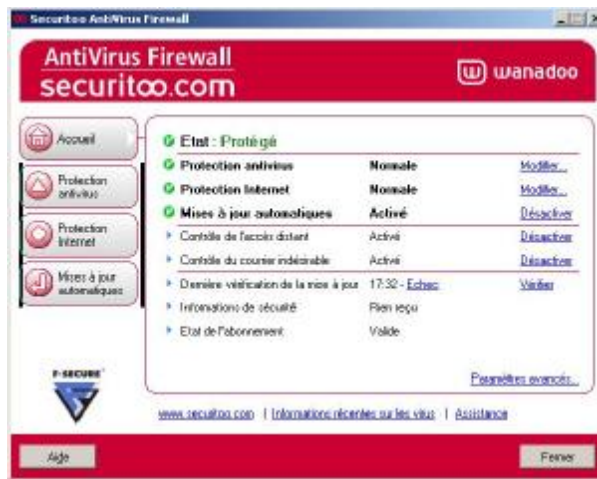 Securitoo AntiVirus Firewall
AntiVirus Firewall
securitoo.com
wanadoo
Accueil
Protection antivirus
Protection Internet
Mises à jour automatiques
Etat : Protégé
Protection antivirus Normale Modifier...
Protection Internet Normale Modifier...
Mises à jour automatiques Activé Désactiver
Contrôle de l'accès distant Activé Désactiver
Contrôle du courrier indésirable Activé Désactiver
Dernière vérification de la mise à jour 17:32 - Echec Vérifier
Informations de sécurité Rien reçu
Etat de l'abonnement Valide
Paramètres avancés...
F-SECURE
www.securitoo.com | Informations récentes sur les virus | Assistance
Aide Fermer